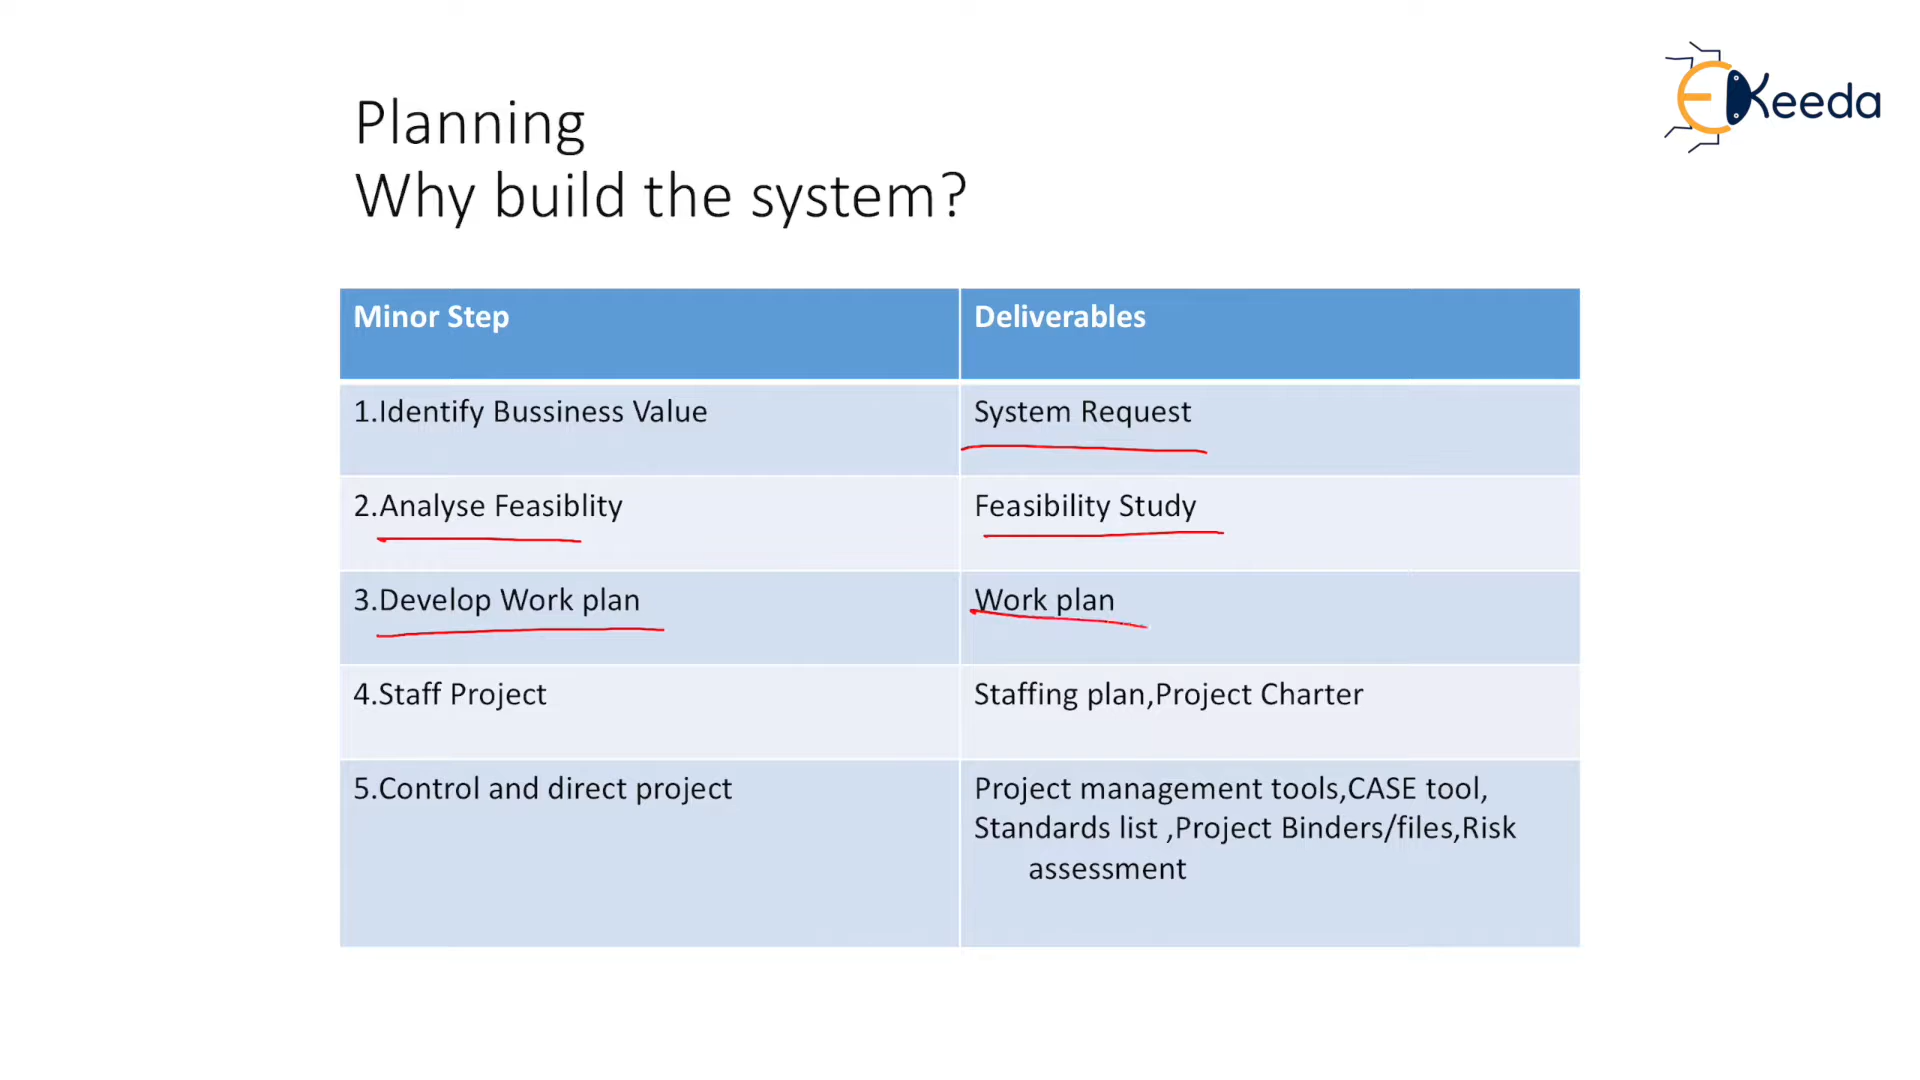 EKeeda
Planning
Why build the system?
Minor Step
Deliverables
1.Identify Bussiness Value
System Request
2.Analyse Feasiblity
Feasibility Study
3.Develop Work plan
Work plan
4.Staff Project
Staffing plan,Project Charter
5.Control and direct project
Project management tools,CASE tool,
Standards list ,Project Binders/files,Risk
assessment